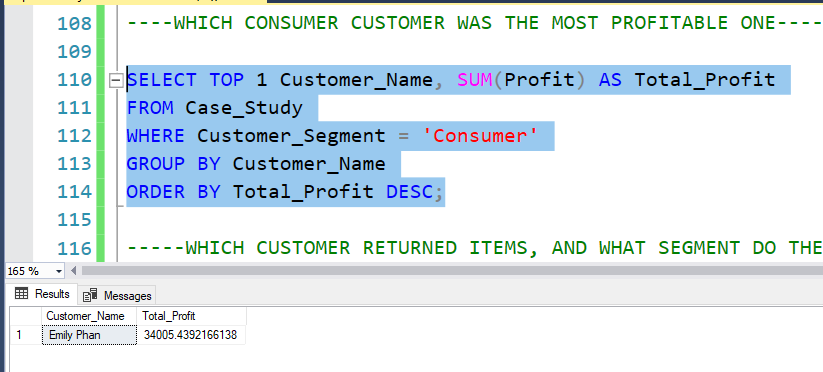 108 ----WHICH CONSUMER CUSTOMER WAS THE MOST PROFITABLE ONE----
109
110 SELECT TOP 1 Customer_Name, SUM(Profit) AS Total_Profit
111 FROM Case_Study
112 WHERE Customer_Segment = 'Consumer'
113 GROUP BY Customer_Name
114 ORDER BY Total_Profit DESC;
115
116 -----WHICH CUSTOMER RETURNED ITEMS, AND WHAT SEGMENT DO THE
165 %
Results Messages
Customer_Name Total_Profit
1 Emily Phan 34005.4392166138